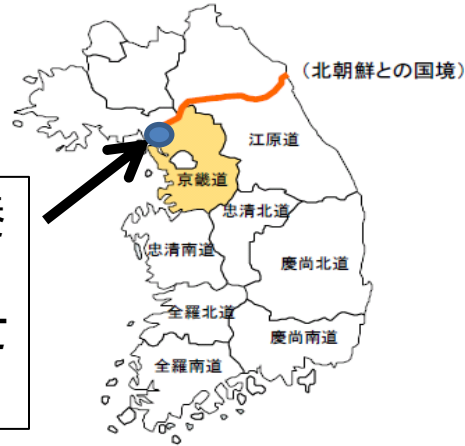 （北朝鮮との国境）
江原道
京畿道
忠清北道
忠清南道
慶尚北道
全羅北道
慶尚南道
全羅南道